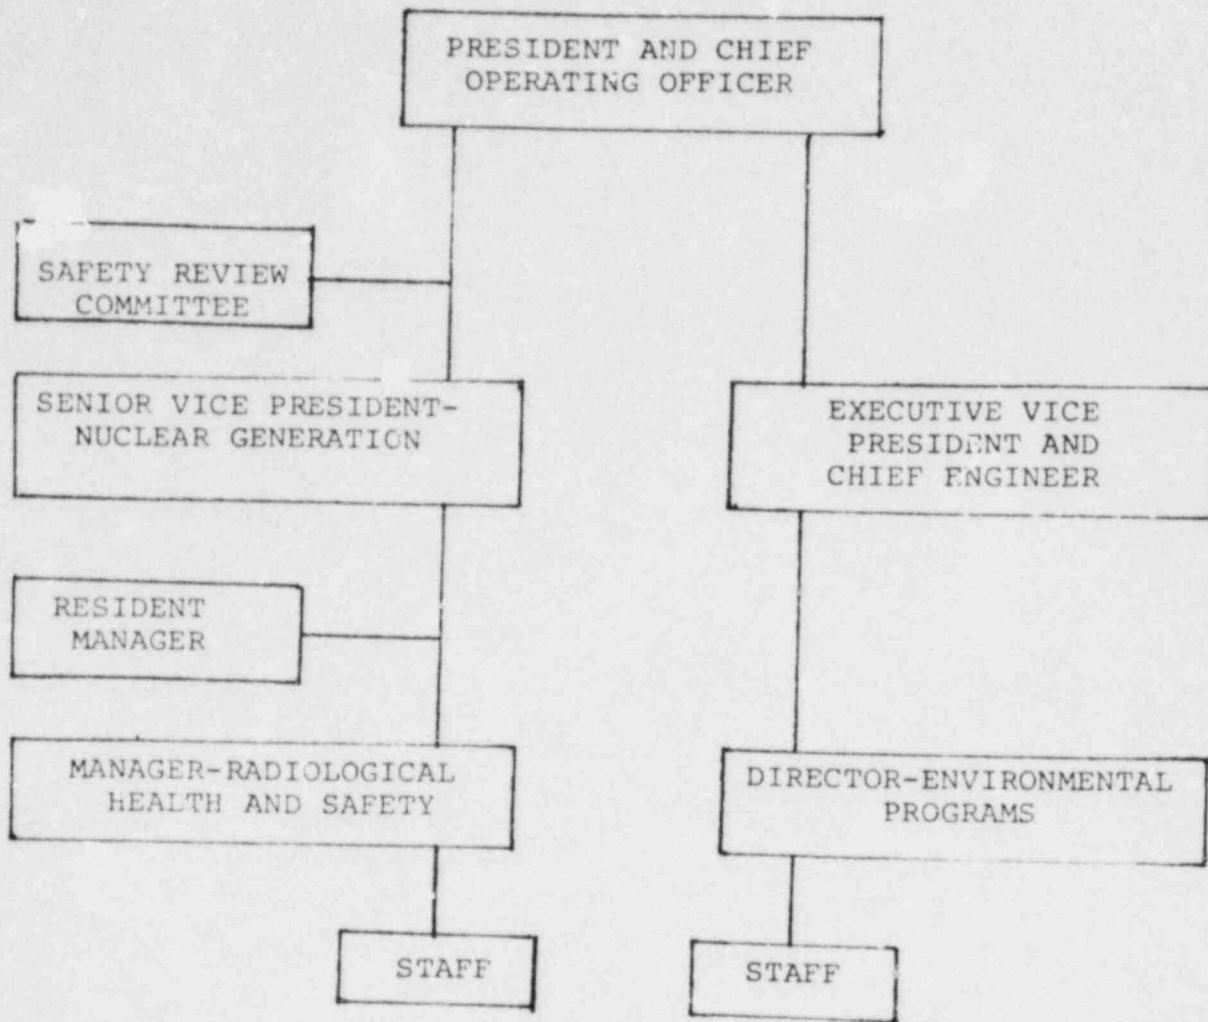 PRESIDENT AND CHIEF
OPERATING OFFICER
SAFETY REVIEW
COMMITTEE
SENIOR VICE PRESIDENT-
NUCLEAR GENERATION
EXECUTIVE VICE
PRESIDENT AND
CHIEF ENGINEER
RESIDENT
MANAGER
MANAGER-RADIOLOGICAL
HEALTH AND SAFETY
DIRECTOR-ENVIRONMENTAL
PROGRAMS
STAFF
STAFF